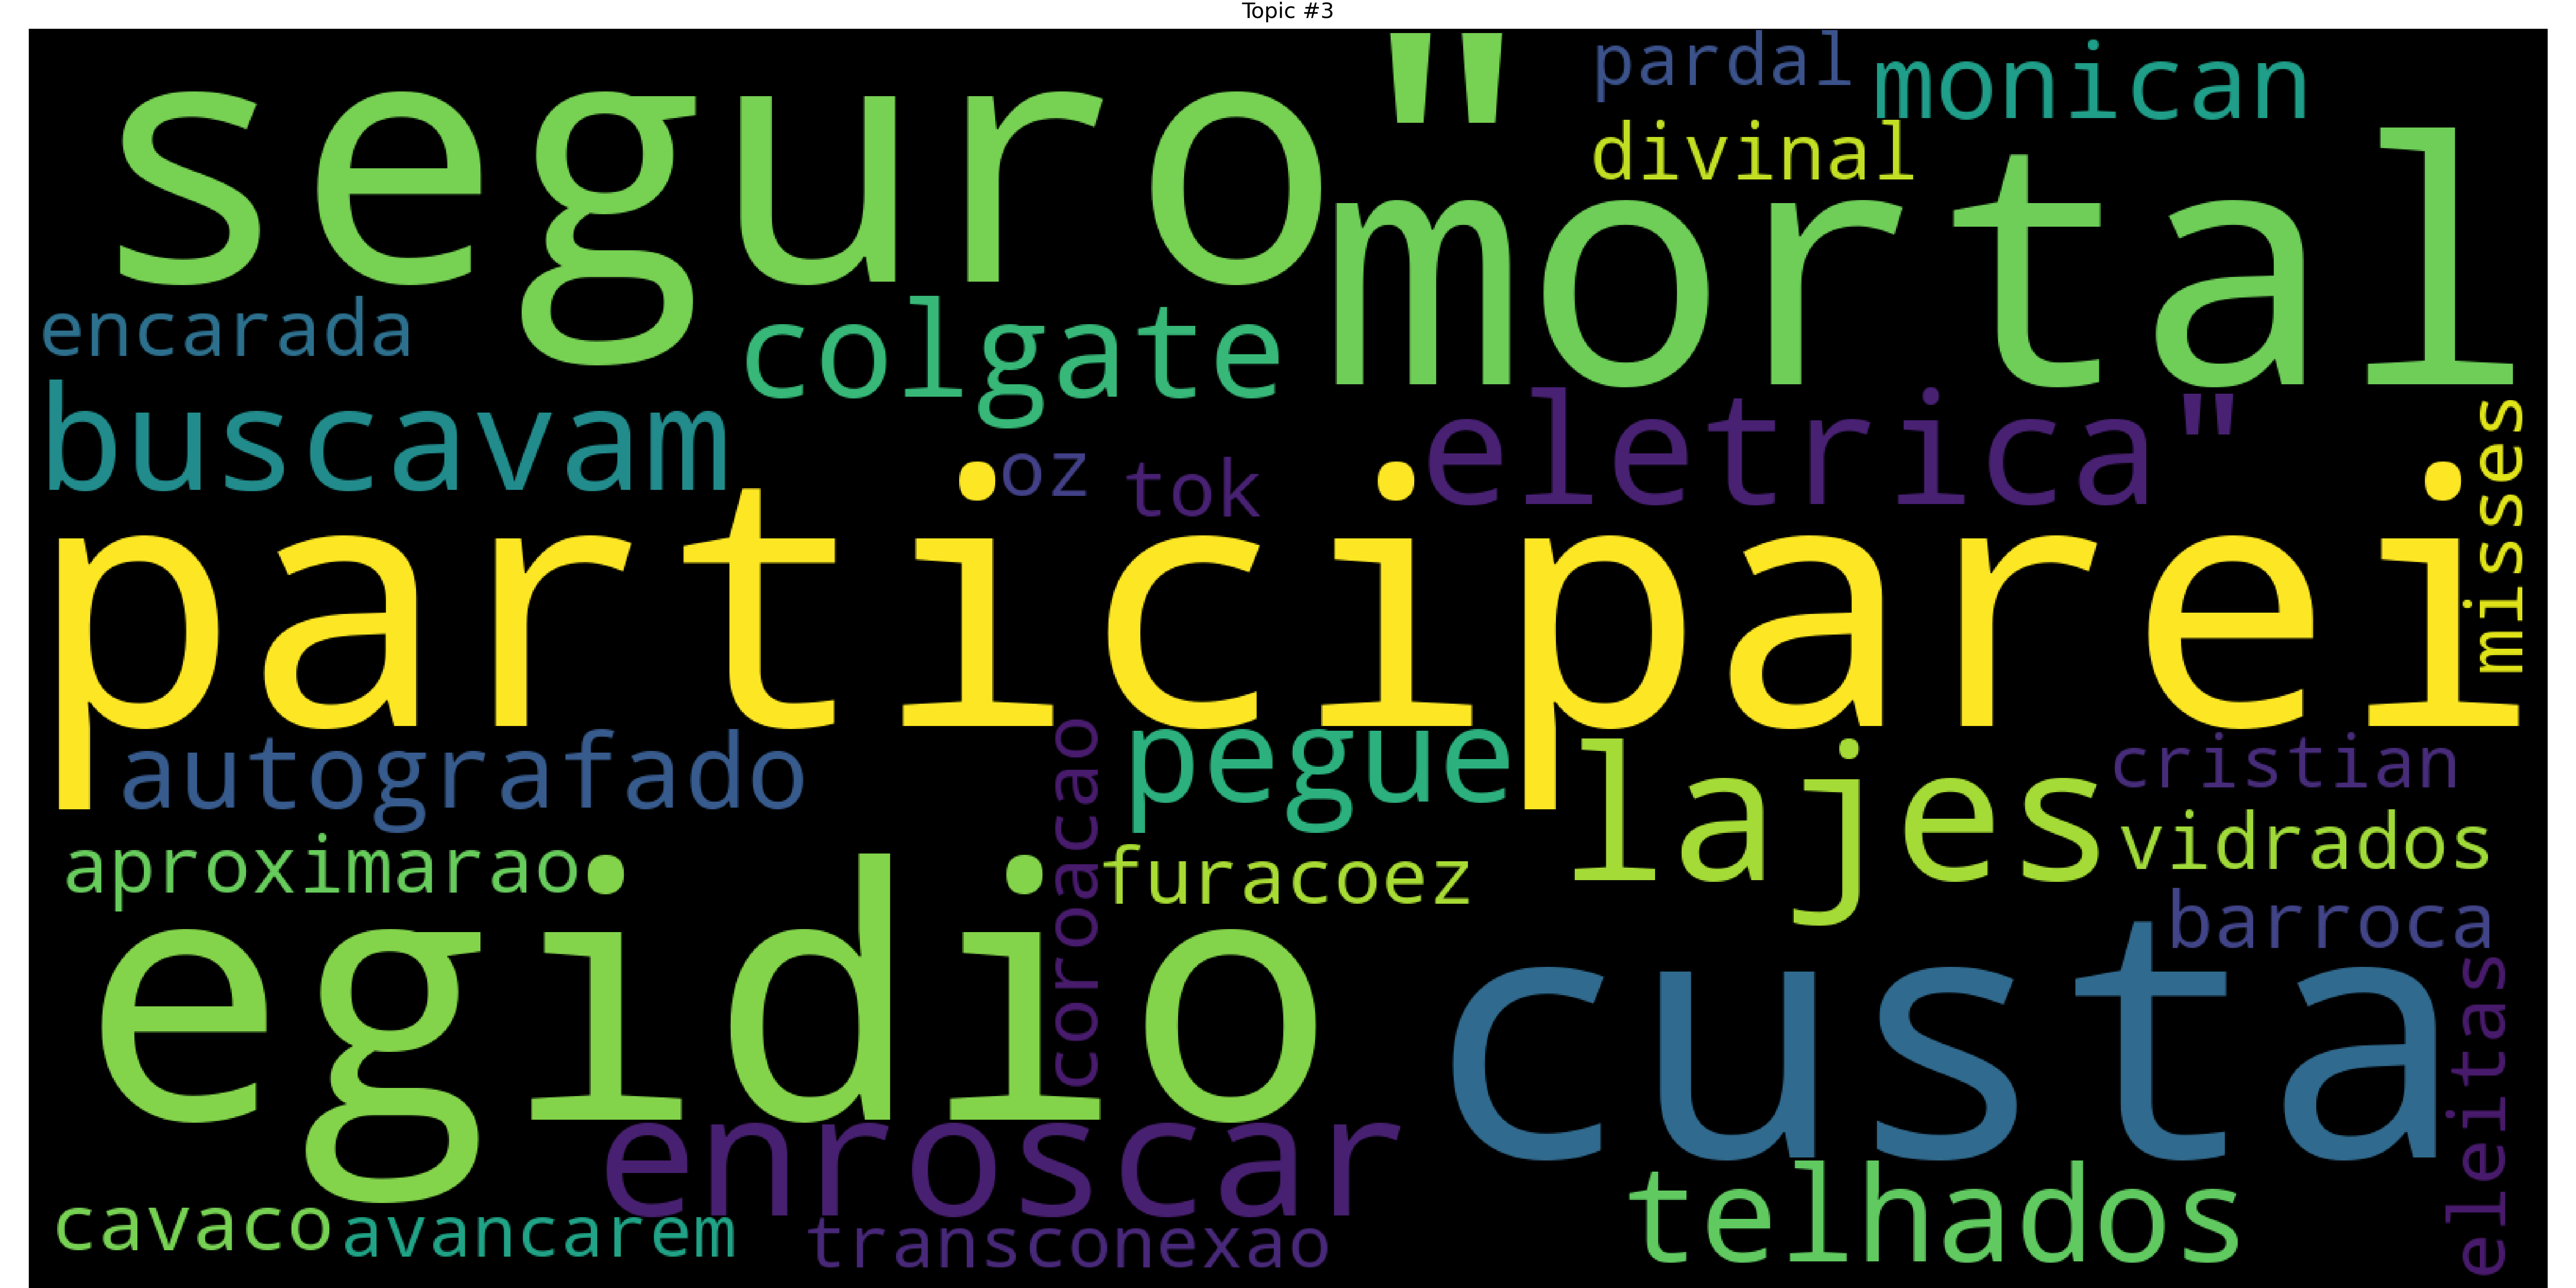 Topic #3
seguro"
pardal
monican
divinal
mortal
encarada
colgate
buscavam
eletrica"
misses
oz
tok
participarei
autografado
coroacao
pegue
lajes
cristian
vidrados
aproximarao
furacoez
egidio
barroca
custa
eleitas
enroscar
telhados
cavaco
avancarem
transconexao